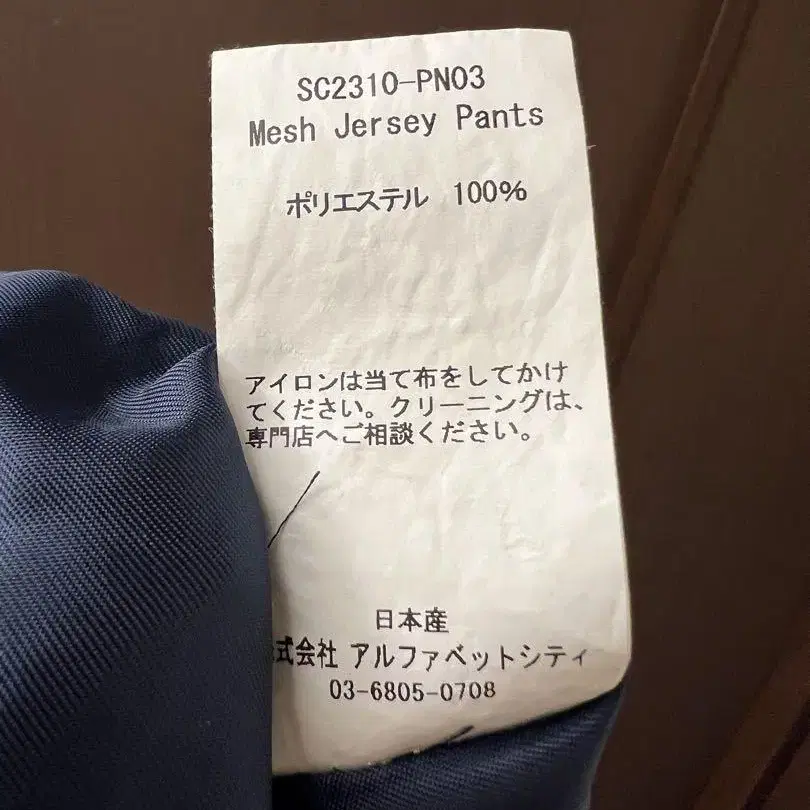 SC2310-PN03
Mesh Jersey Pants
ポリエステル 100%
アイロンは当て布をしてかけ
てください。クリーニングは、
専門店へご相談ください。
日本産
式会社 アルファベットシティ
03-6805-0708